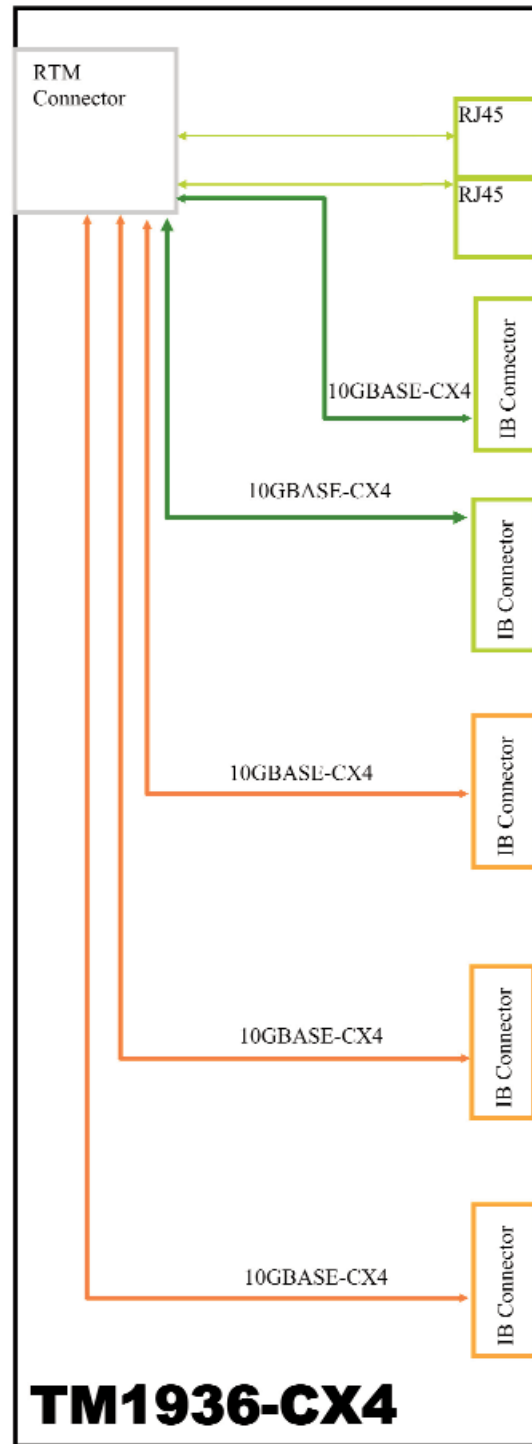 RTM
Connector
RJ45
RJ45
10GBASE-CX4
IB Connector
10GBASE-CX4
IB Connector
10GBASE-CX4
IB Connector
10GBASE-CX4
IB Connector
10GBASE-CX4
IB Connector
TM1936-CX4